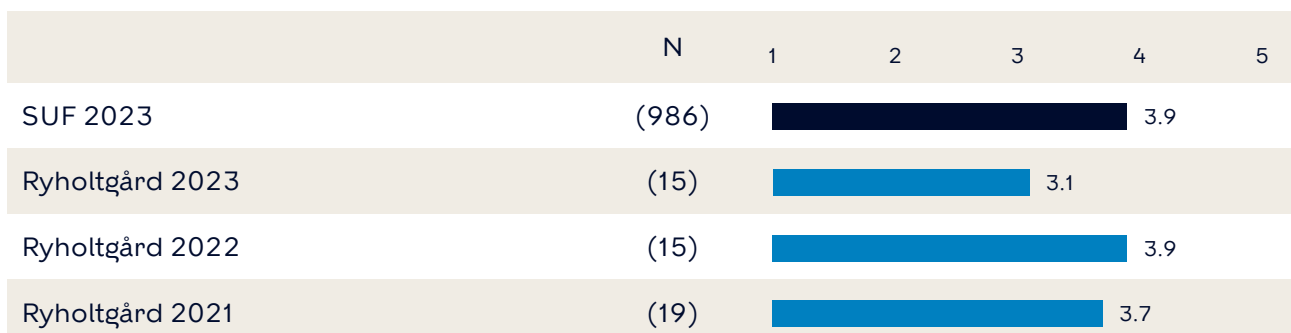 N 1 2 3 4 5
SUF 2023 (986) 3.9
Ryholtgård 2023 (15) 3.1
Ryholtgård 2022 (15) 3.9
Ryholtgård 2021 (19) 3.7